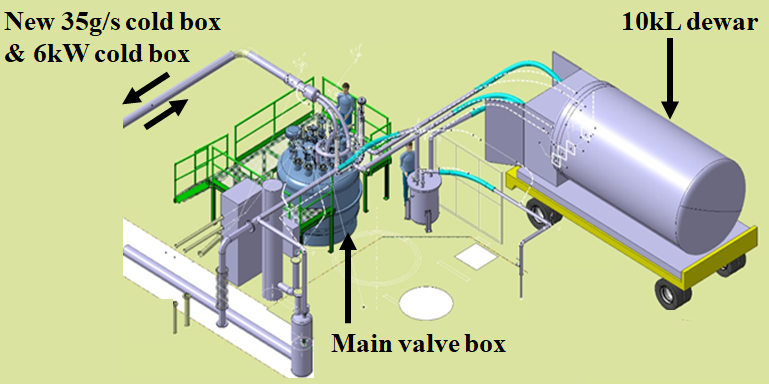 New 35g/s cold box
& 6kW cold box
10kL dewar
Main valve box